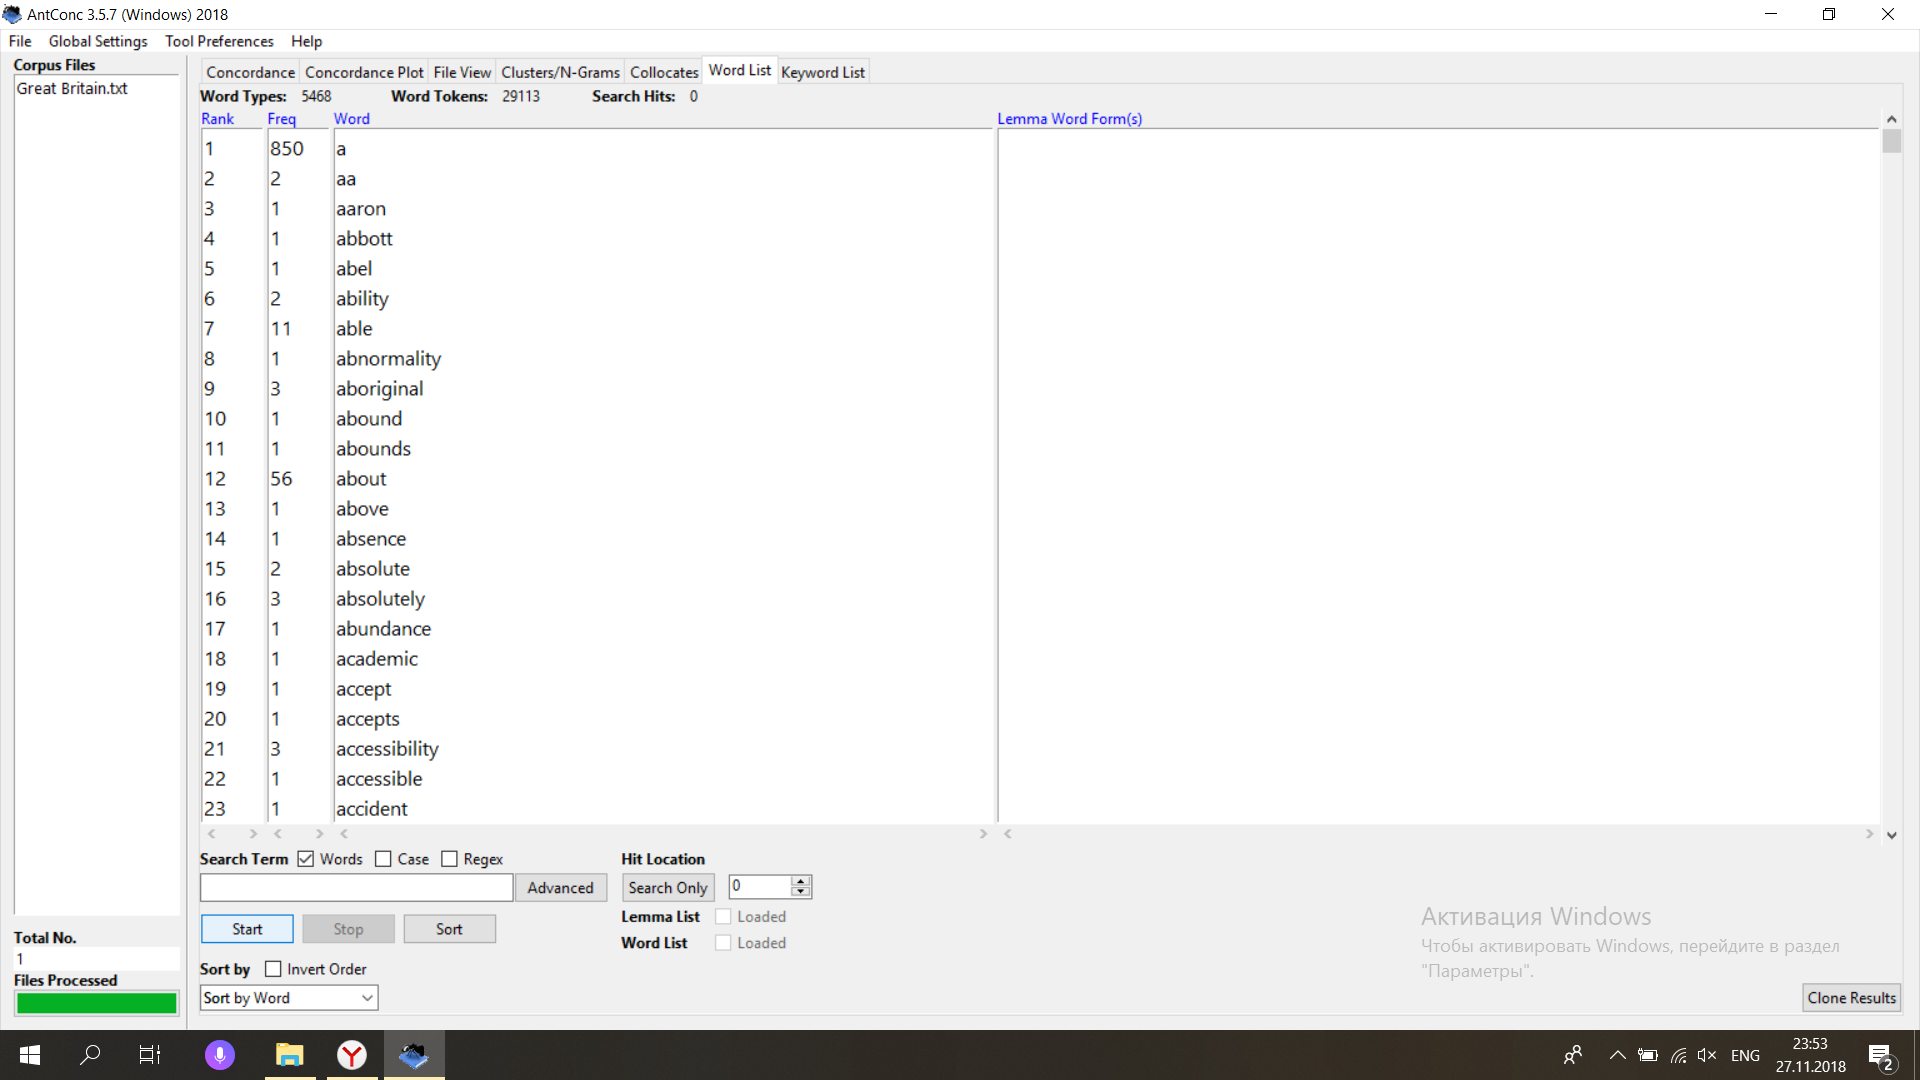 AntConc 3.5.7 (Windows) 2018
File Global Settings Tool Preferences Help
Corpus Files
Great Britain.txt
Concordance Concordance Plot File View Clusters/N-Grams Collocates Word List Keyword List
Word Types: 5468 Word Tokens: 29113 Search Hits: 0
Rank Freq Word Lemma Word Form(s)
1 850 a
2 2 aa
3 1 aaron
4 1 abbott
5 1 abel
6 2 ability
7 11 able
8 1 abnormality
9 3 aboriginal
10 1 abound
11 1 abounds
12 56 about
13 1 above
14 1 absence
15 2 absolute
16 3 absolutely
17 1 abundance
18 1 academic
19 1 accept
20 1 accepts
21 3 accessibility
22 1 accessible
23 1 accident
Search Term Words Case Regex Hit Location
Advanced Search Only 0
Start Stop Sort
Lemma List Loaded
Word List Loaded
Sort by Invert Order
Sort by Word
Total No.
1
Files Processed
Активация Windows
Чтобы активировать Windows, перейдите в раздел
"Параметры".
Clone Results
ENG
23:53
27.11.2018
2